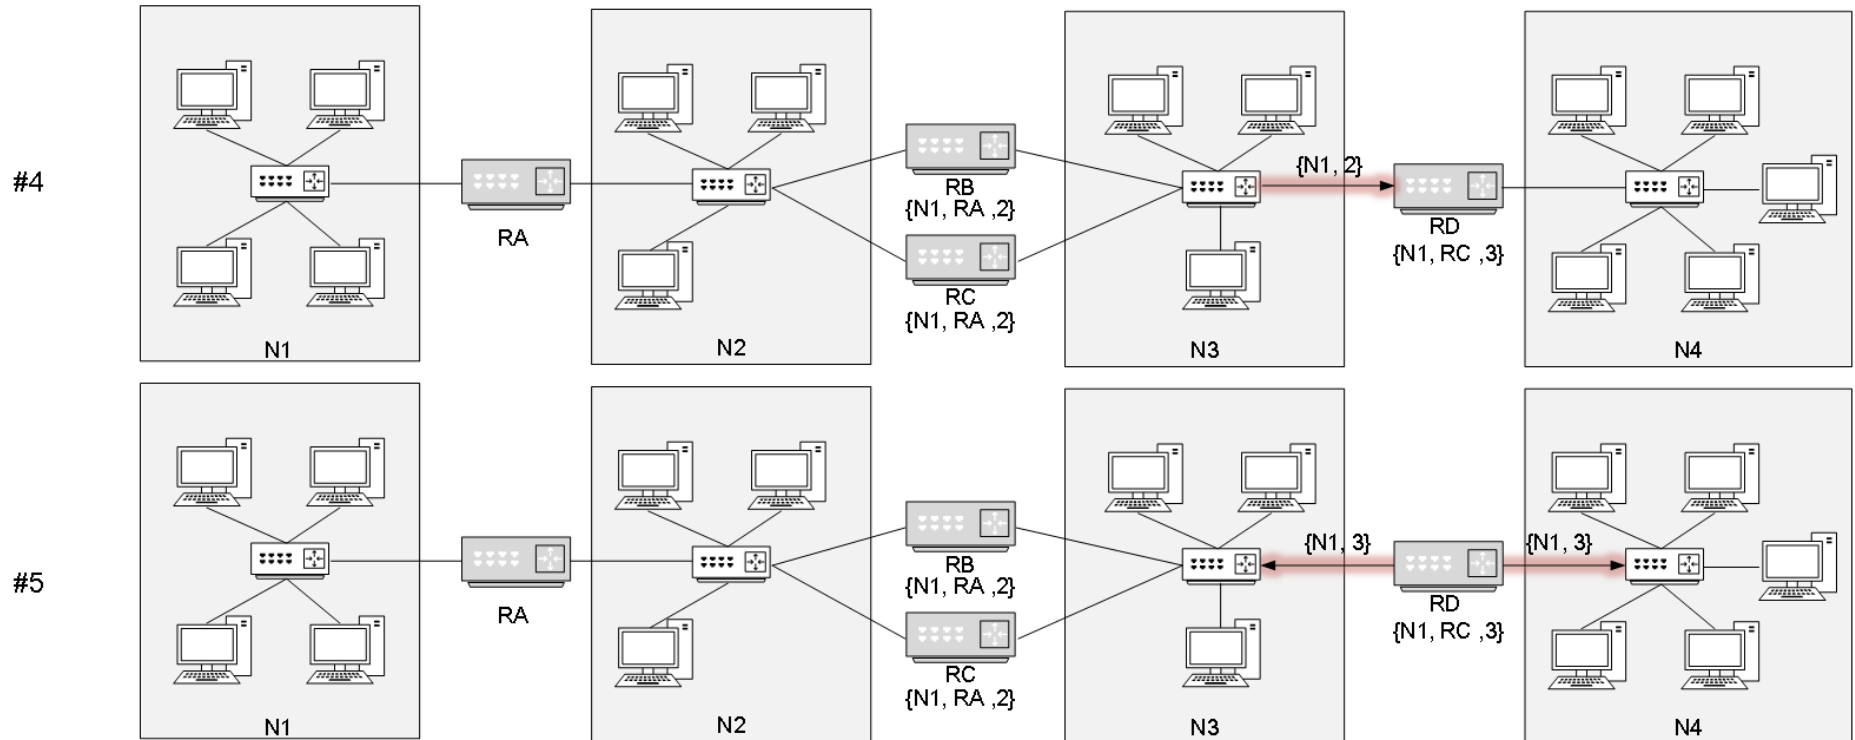 #4
{N1, 2}
RB
{N1, RA ,2}
RA
RD
{N1, RC ,3}
RC
{N1, RA ,2}
N1
N2
N3
N4
#5
{N1, 3}
{N1, 3}
RB
{N1, RA ,2}
RA
RD
{N1, RC ,3}
RC
{N1, RA ,2}
N1
N2
N3
N4